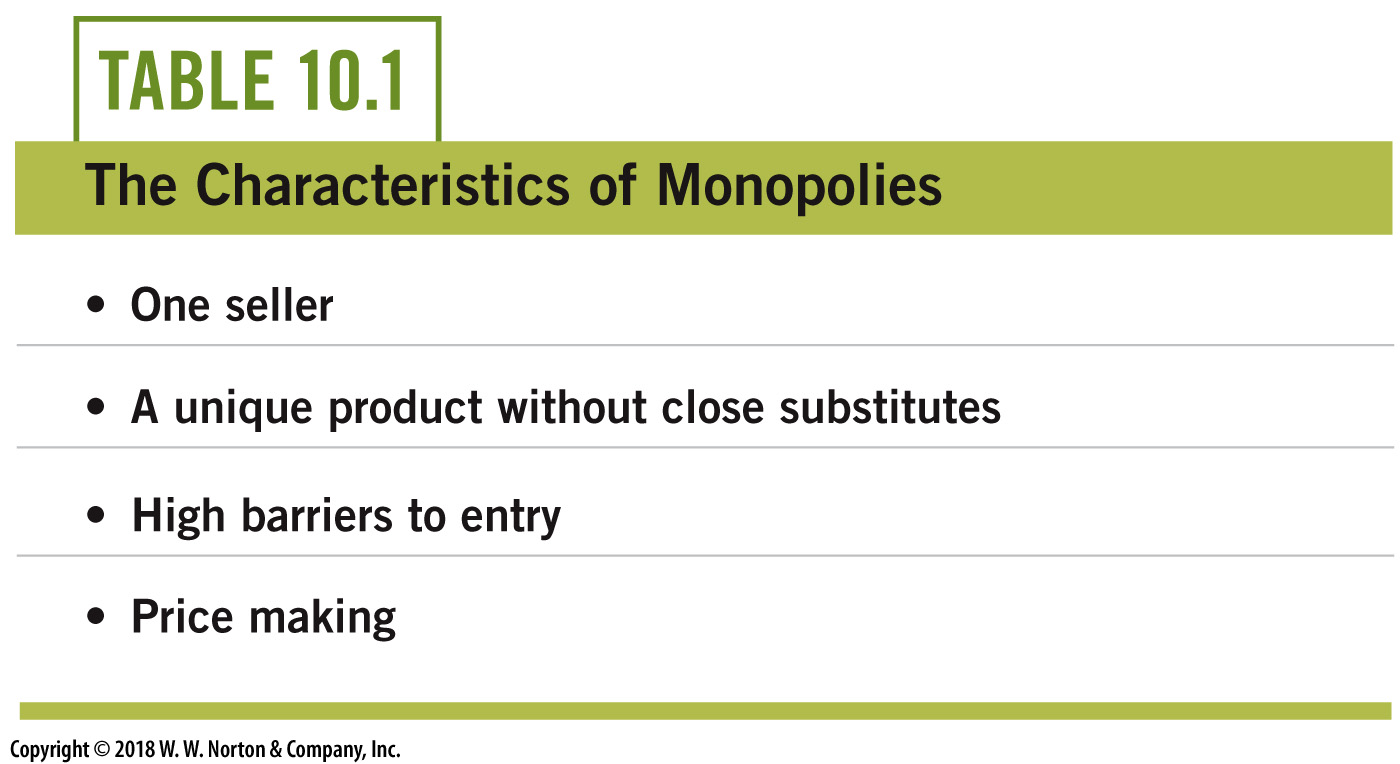 TABLE 10.1
The Characteristics of Monopolies
• One seller
• A unique product without close substitutes
• High barriers to entry
• Price making
Copyright © 2018 W. W. Norton & Company, Inc.